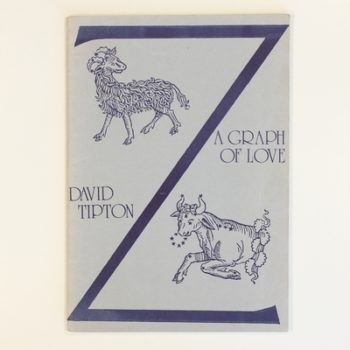 A GRAPH
OF LOVE
DAVID
TIPTON